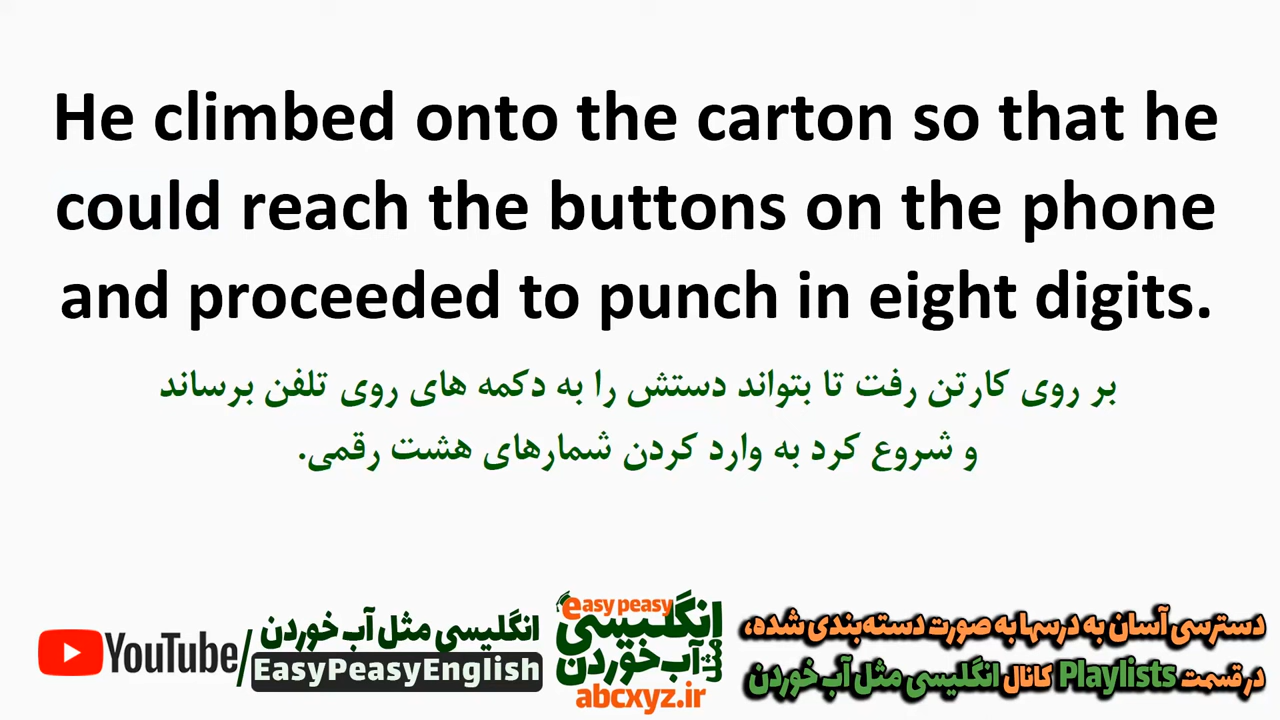 He climbed onto the carton so that he
could reach the buttons on the phone
and proceeded to punch in eight digits.
بر روی کارتن رفت تا بتواند دستش را به دکمه های روی تلفن برساند
و شروع کرد به وارد کردن شمارهای هشت رقمی.
YouTube/
انگلیسی مثل آب خوردن
EasyPeasyEnglish
easy peasy
انگلیسی
مثل
آب خوردن
abcxyz.ir
دسترسی آسان به درسها به صورت دسته‌بندی شده،
در قسمت Playlists کانال انگلیسی مثل آب خوردن